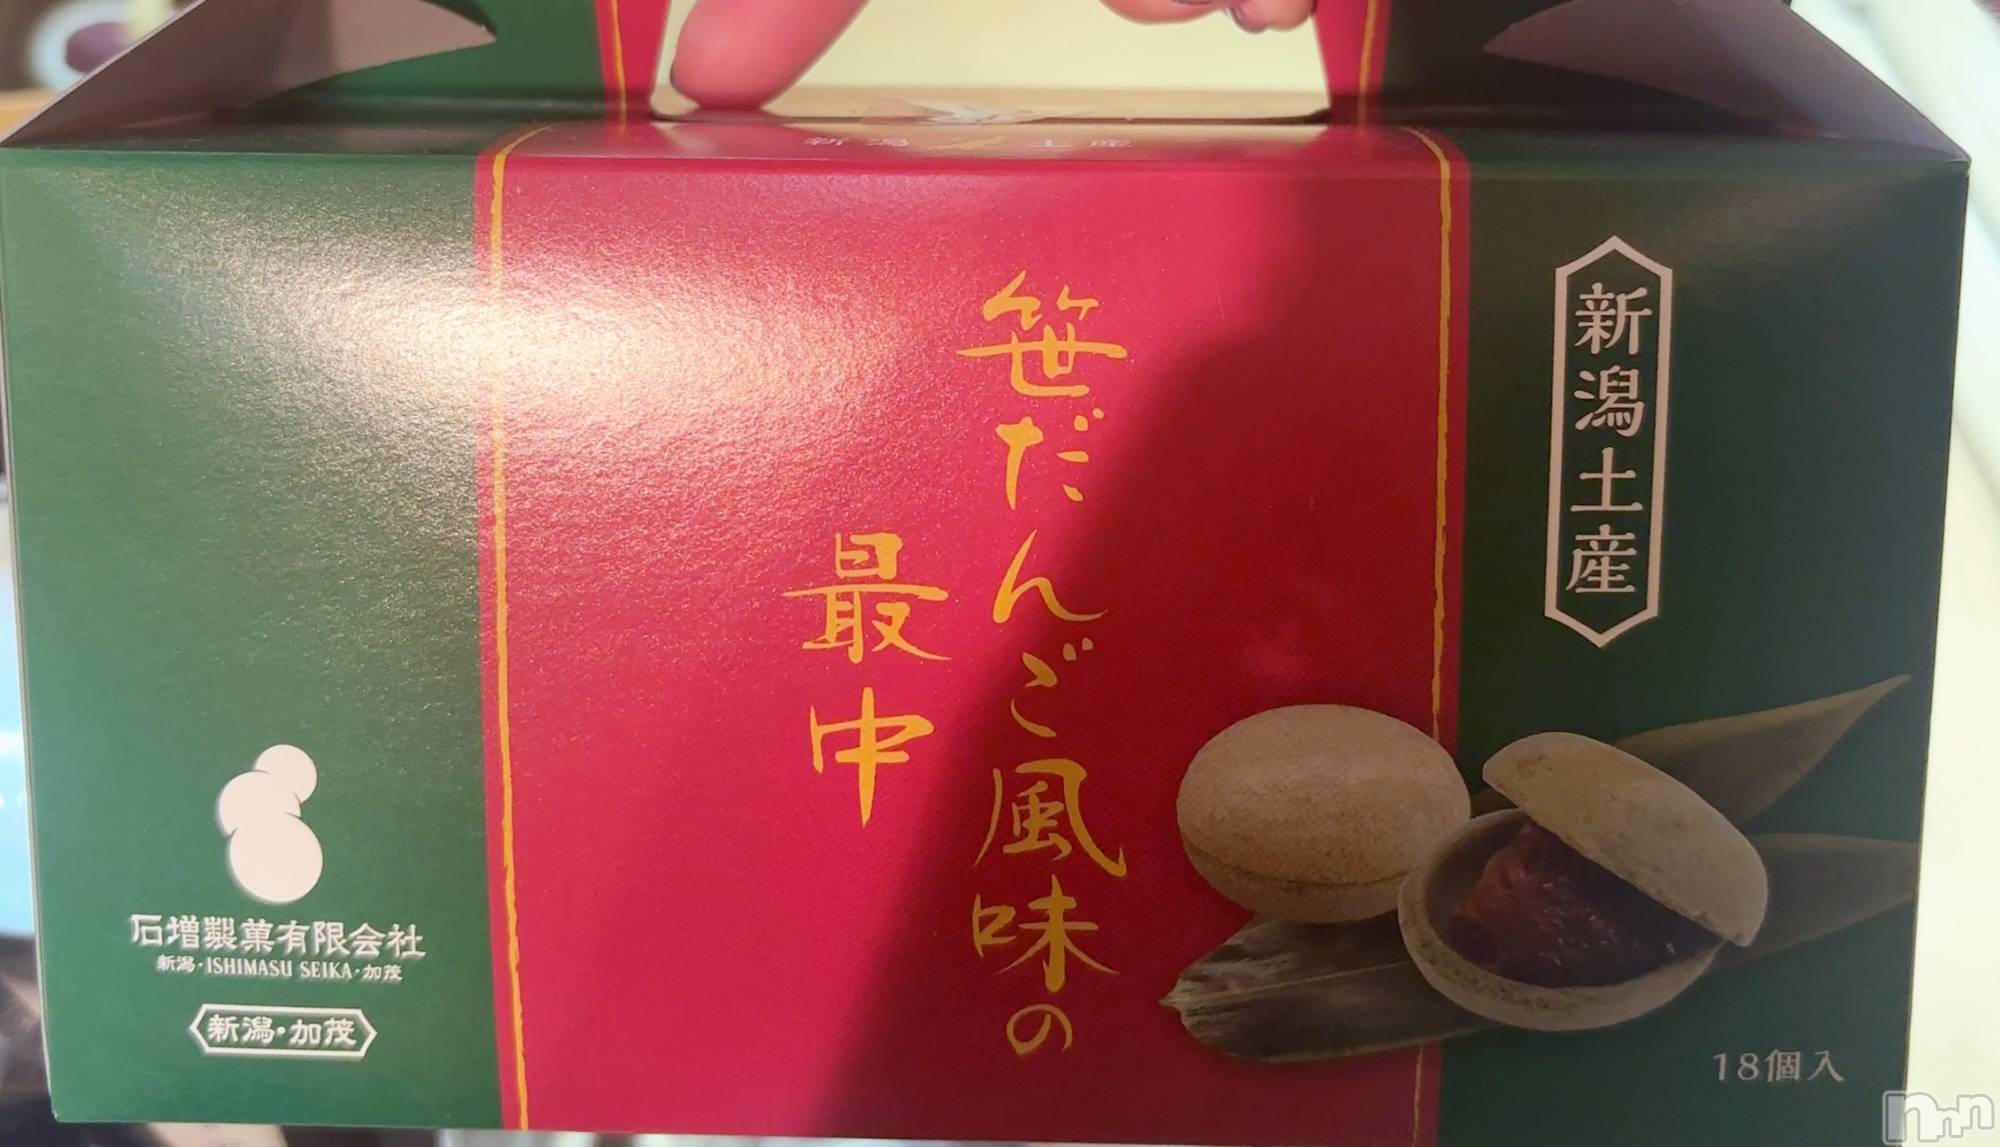 新潟土産
新潟土産
笹だんご風味の
最中
石増製菓有限会社
新潟・ISHIMASU SEIKA・加茂
新潟・加茂
18個入
nnn